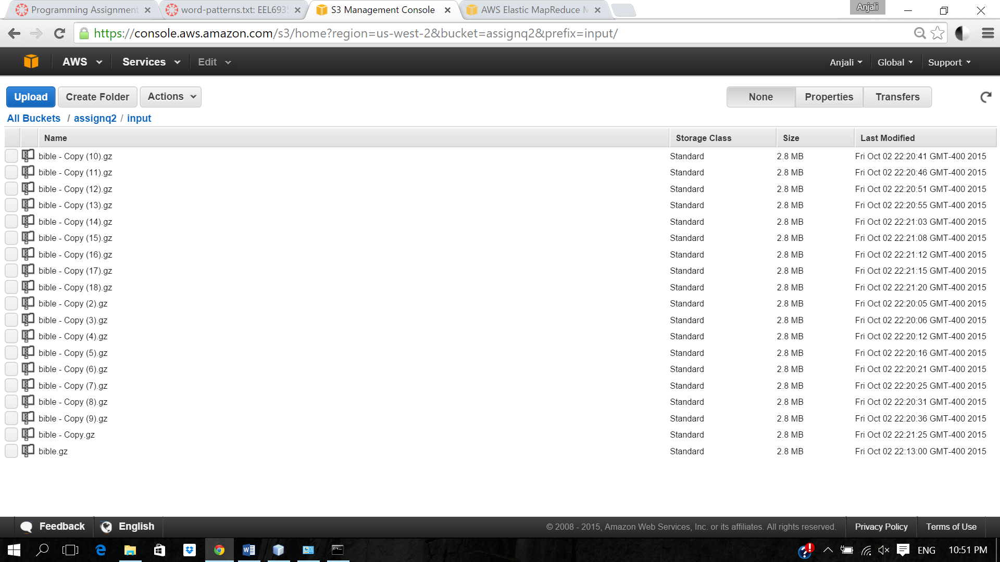 Programming Assignment
word-patterns.txt: EEL693
S3 Management Console
AWS Elastic MapReduce M
Anjali
https://console.aws.amazon.com/s3/home?region=us-west-2&bucket=assignq2&prefix=input/
AWS Services Edit Anjali Global Support
Upload Create Folder Actions None Properties Transfers
All Buckets / assignq2 / input
Name Storage Class Size Last Modified
bible - Copy (10).gz Standard 2.8 MB Fri Oct 02 22:20:41 GMT-400 2015
bible - Copy (11).gz Standard 2.8 MB Fri Oct 02 22:20:46 GMT-400 2015
bible - Copy (12).gz Standard 2.8 MB Fri Oct 02 22:20:51 GMT-400 2015
bible - Copy (13).gz Standard 2.8 MB Fri Oct 02 22:20:55 GMT-400 2015
bible - Copy (14).gz Standard 2.8 MB Fri Oct 02 22:21:03 GMT-400 2015
bible - Copy (15).gz Standard 2.8 MB Fri Oct 02 22:21:08 GMT-400 2015
bible - Copy (16).gz Standard 2.8 MB Fri Oct 02 22:21:12 GMT-400 2015
bible - Copy (17).gz Standard 2.8 MB Fri Oct 02 22:21:15 GMT-400 2015
bible - Copy (18).gz Standard 2.8 MB Fri Oct 02 22:21:20 GMT-400 2015
bible - Copy (2).gz Standard 2.8 MB Fri Oct 02 22:20:05 GMT-400 2015
bible - Copy (3).gz Standard 2.8 MB Fri Oct 02 22:20:06 GMT-400 2015
bible - Copy (4).gz Standard 2.8 MB Fri Oct 02 22:20:12 GMT-400 2015
bible - Copy (5).gz Standard 2.8 MB Fri Oct 02 22:20:16 GMT-400 2015
bible - Copy (6).gz Standard 2.8 MB Fri Oct 02 22:20:21 GMT-400 2015
bible - Copy (7).gz Standard 2.8 MB Fri Oct 02 22:20:25 GMT-400 2015
bible - Copy (8).gz Standard 2.8 MB Fri Oct 02 22:20:31 GMT-400 2015
bible - Copy (9).gz Standard 2.8 MB Fri Oct 02 22:20:36 GMT-400 2015
bible - Copy.gz Standard 2.8 MB Fri Oct 02 22:21:25 GMT-400 2015
bible.gz Standard 2.8 MB Fri Oct 02 22:13:00 GMT-400 2015
Feedback English © 2008 - 2015, Amazon Web Services, Inc. or its affiliates. All rights reserved. Privacy Policy Terms of Use
ENG 10:51 PM